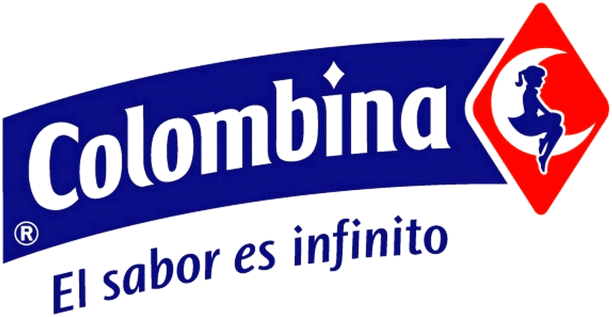 Colombina
®
El sabor es infinito